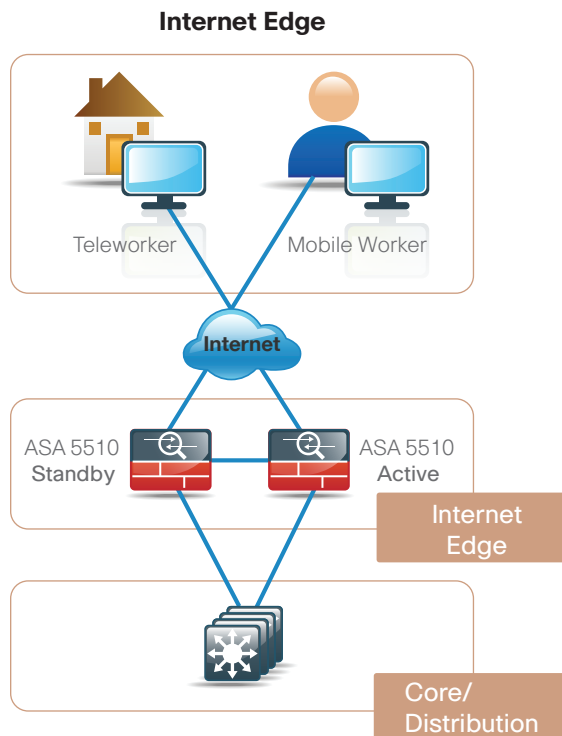 Internet Edge
Teleworker
Mobile Worker
Internet
ASA 5510
Standby
ASA 5510
Active
Internet
Edge
Core/
Distribution